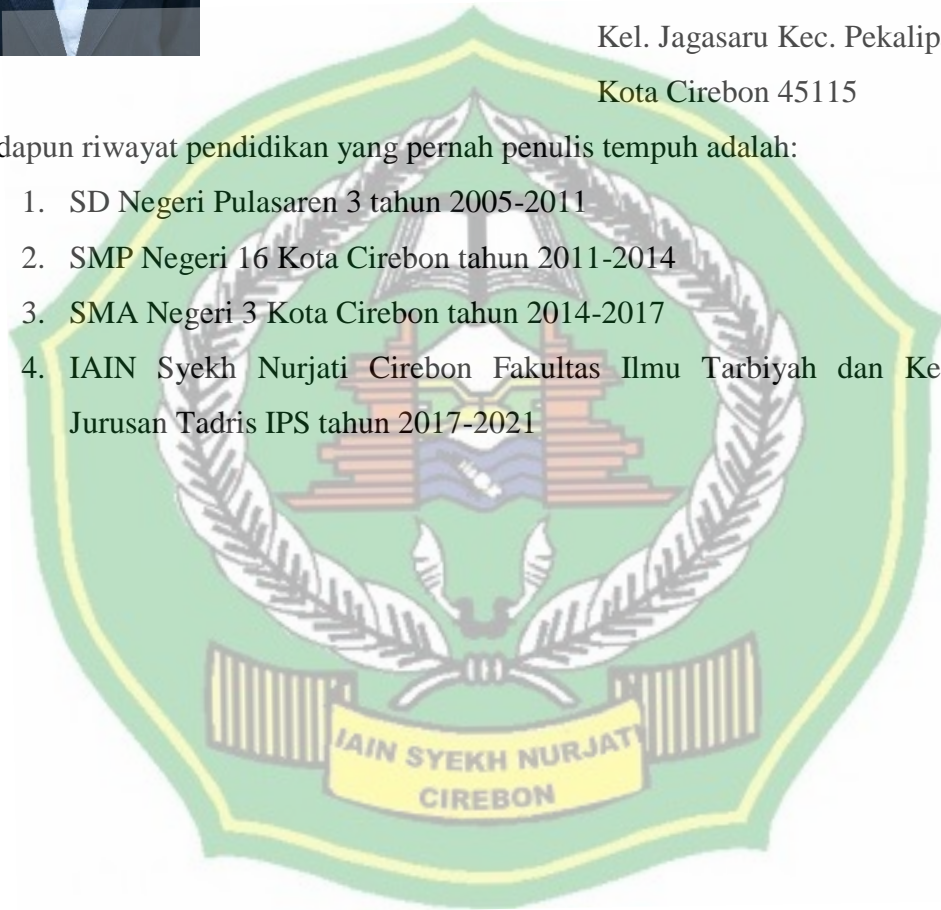 Kel. Jagasaru Kec. Pekalip
Kota Cirebon 45115
dapun riwayat pendidikan yang pernah penulis tempuh adalah:
1. SD Negeri Pulasaren 3 tahun 2005-2011
2. SMP Negeri 16 Kota Cirebon tahun 2011-2014
3. SMA Negeri 3 Kota Cirebon tahun 2014-2017
4. IAIN Syekh Nurjati Cirebon Fakultas Ilmu Tarbiyah dan Ke
Jurusan Tadris IPS tahun 2017-2021
IAIN SYEKH NURJATI
CIREBON